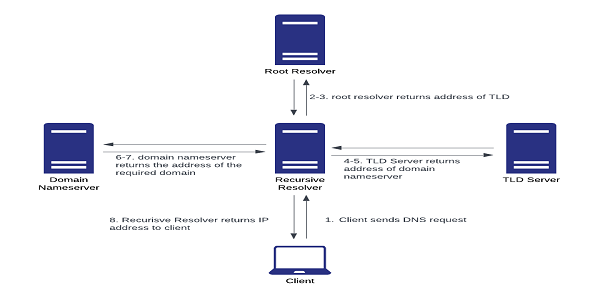 Root Resolver
2-3. root resolver returns address of TLD
6-7. domain nameserver
returns the address of the
required domain
4-5. TLD Server returns
address of domain
nameserver
Domain
Nameserver
Recursive
Resolver
TLD Server
8. Recurisve Resolver returns IP
address to client
1. Client sends DNS request
Client